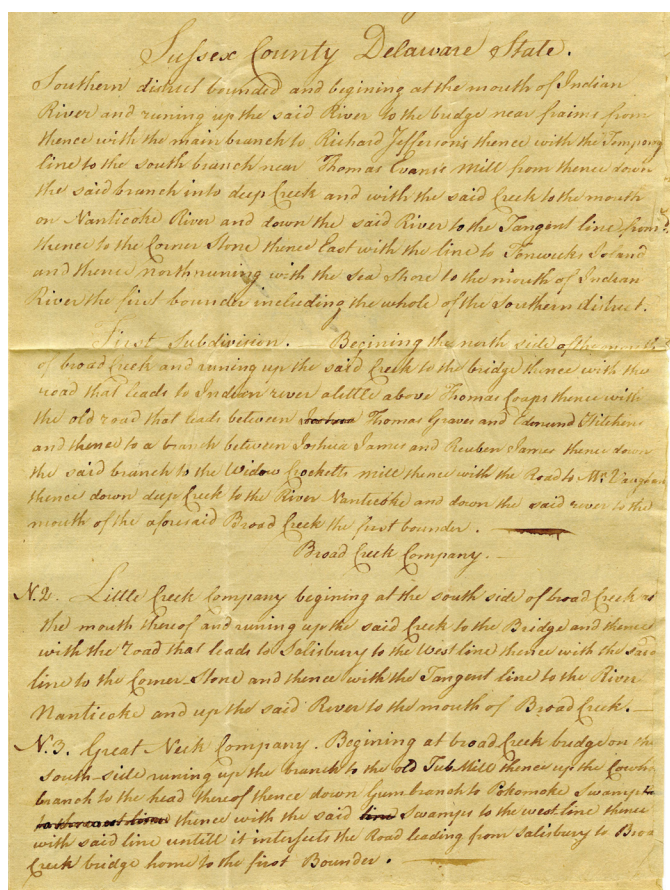 Sussex County Delaware State.
Southern district bounded and begining at the mouth of Indian
River and runing up the said River to the bridge near fraims from
thence with the main branch to Richard Jefferson's thence with the
line to the south branch near Thomas Evans's Mill from thence down
the said branch into deep Creek and with the said Creek to the mouth
on Nanticoke River and down the said River to the Tangent line from
thence to the Corner Stone thence East with the line to Fenwicks Island
and thence north runing with the Sea Shore to the mouth of Indian
River the first bounder including the whole of the Southern district.
First Subdivision. Begining the north side of the mouth
of broad Creek and runing up the said Creek to the bridge thence with the
road that leads to Indian river alittle above Thomas Coaps thence with
the old road that leads between Joshua Thomas Graves and Edmund Hitchens
and thence to a branch between Joshua James and Reuben James thence down
the said branch to the Widow Crocketts mill thence with the Road to Mr. Vaughan
thence down deep Creek to the River Nanticoke and down the said rever to the
mouth of the aforesaid Broad Creek the first bounder.
Broad Creek Company.
N.2. Little Creek Company begining at the south side of broad Creek at
the mouth thereof and runing up the said Creek to the Bridge and thence
with the road that leads to Salisbury to the West line thence with the said
line to the Corner-Stone and thence with the Tangent line to the River
Nanticoke and up the said River to the mouth of Broad Creek.
N.3. Great Neck Company. Begining at broad Creek bridge on the
south-side runing up the branch to the old Tub Mill thence up the
branch to the head thereof thence down Gumbranch to Pokomoke Swamp
thence with the said line Swamps to the west line thence
with said line untill it intersects the Road leading from Salisbury to Broa
Creek bridge home to the first Bounder.